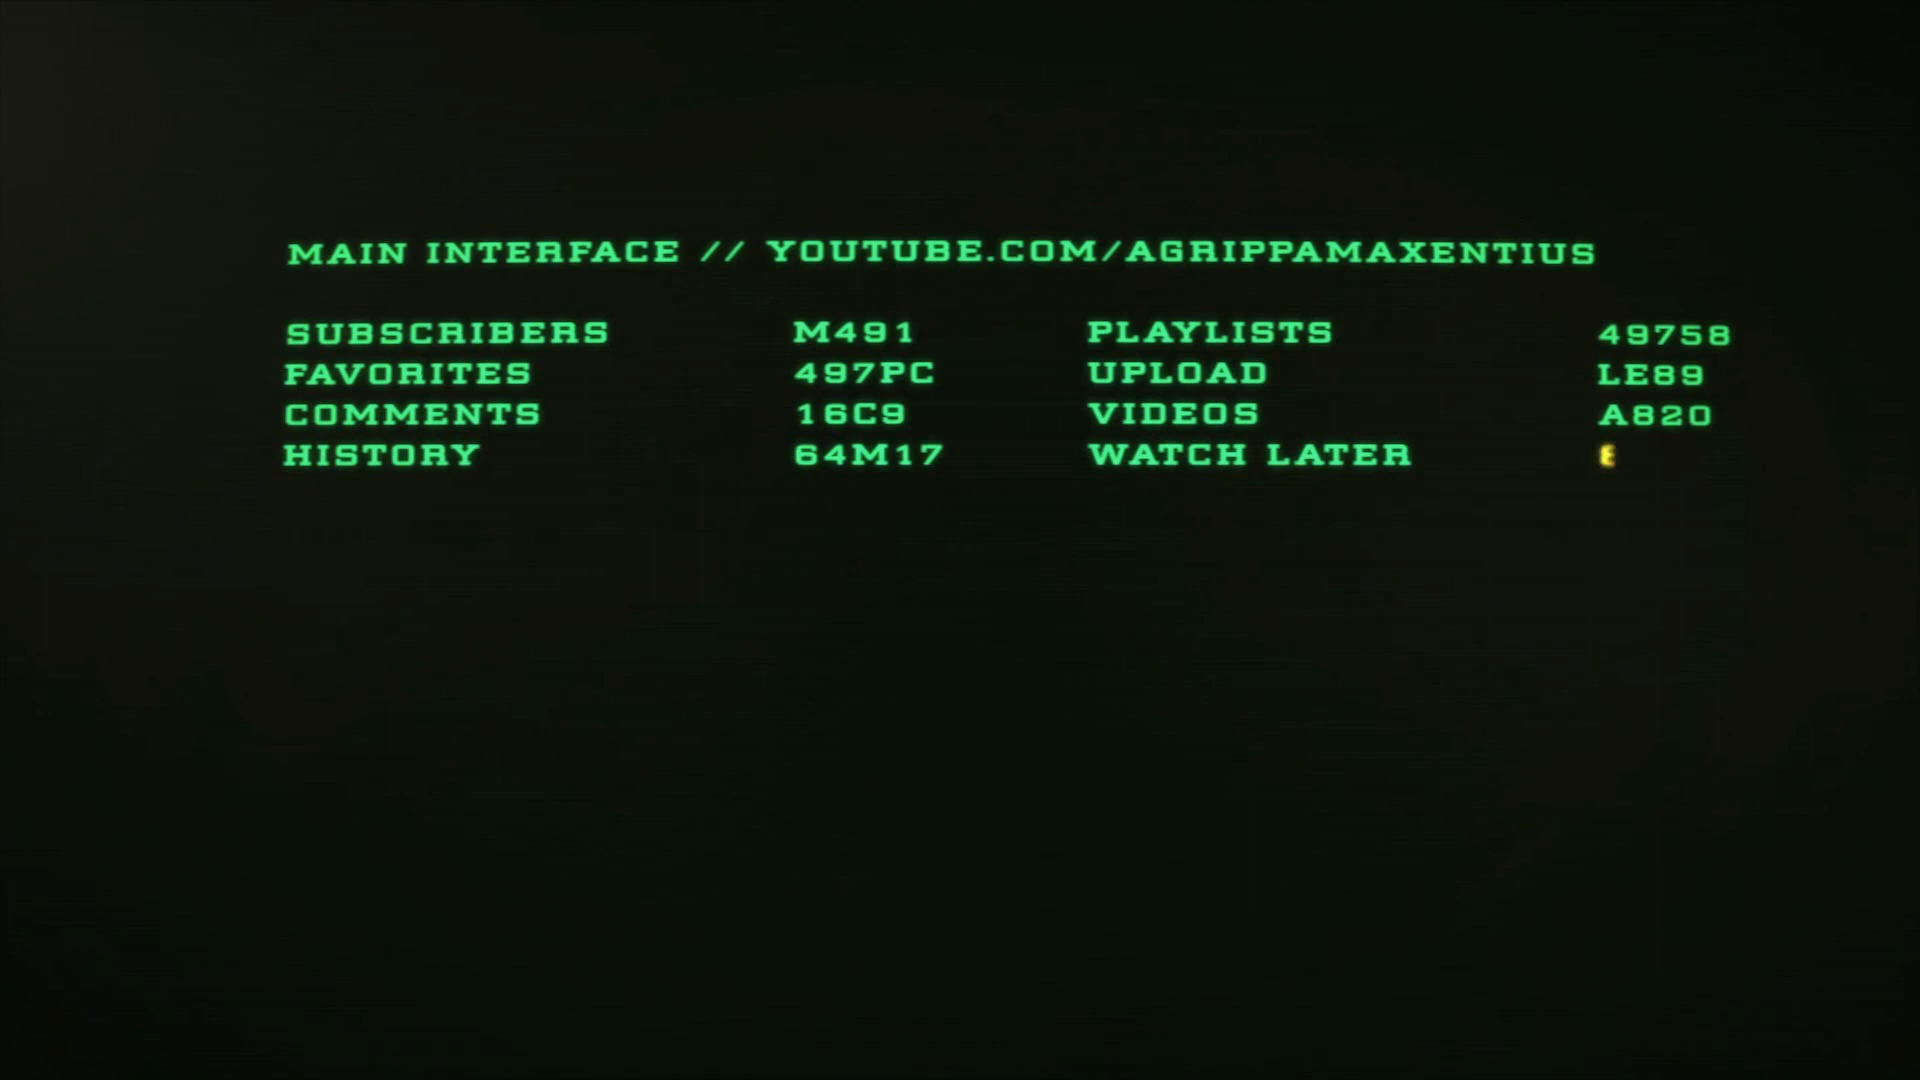 MAIN INTERFACE // YOUTUBE.COM/AGRIPPAMAXENTIUS
SUBSCRIBERS M491 PLAYLISTS 49758
FAVORITES 497PC UPLOAD LE89
COMMENTS 16C9 VIDEOS A820
HISTORY 64M17 WATCH LATER